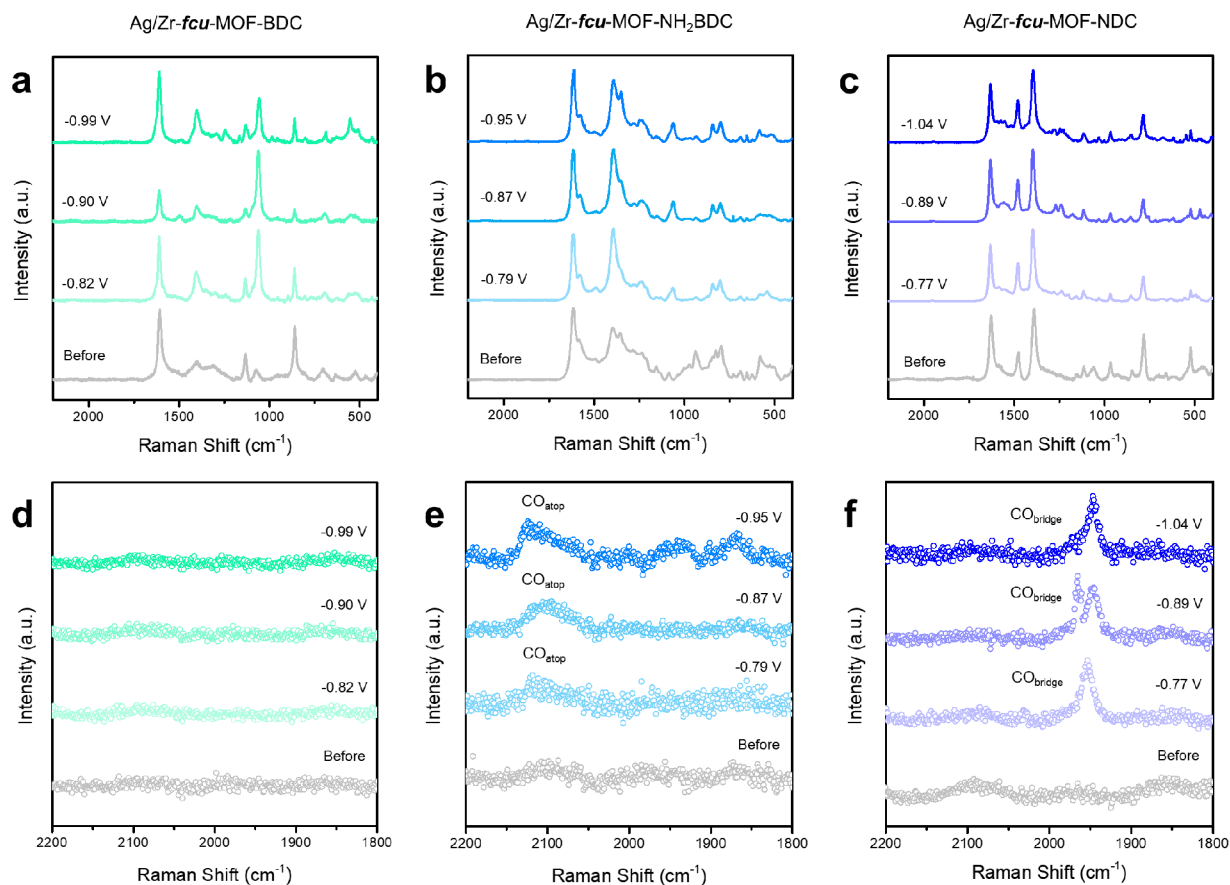 Ag/Zr-fcu-MOF-BDC
Ag/Zr-fcu-MOF-NH₂BDC
Ag/Zr-fcu-MOF-NDC
a
-0.99 V
-0.90 V
-0.82 V
Before
Intensity (a.u.)
2000 1500 1000 500
Raman Shift (cm⁻¹)
b
-0.95 V
-0.87 V
-0.79 V
Before
Intensity (a.u.)
2000 1500 1000 500
Raman Shift (cm⁻¹)
c
-1.04 V
-0.89 V
-0.77 V
Before
Intensity (a.u.)
2000 1500 1000 500
Raman Shift (cm⁻¹)
d
-0.99 V
-0.90 V
-0.82 V
Before
Intensity (a.u.)
2200 2100 2000 1900 1800
Raman Shift (cm⁻¹)
e
CO_atop
-0.95 V
CO_atop
-0.87 V
CO_atop
-0.79 V
Before
Intensity (a.u.)
2200 2100 2000 1900 1800
Raman Shift (cm⁻¹)
f
CO_bridge
-1.04 V
CO_bridge
-0.89 V
CO_bridge
-0.77 V
Before
Intensity (a.u.)
2200 2100 2000 1900 1800
Raman Shift (cm⁻¹)